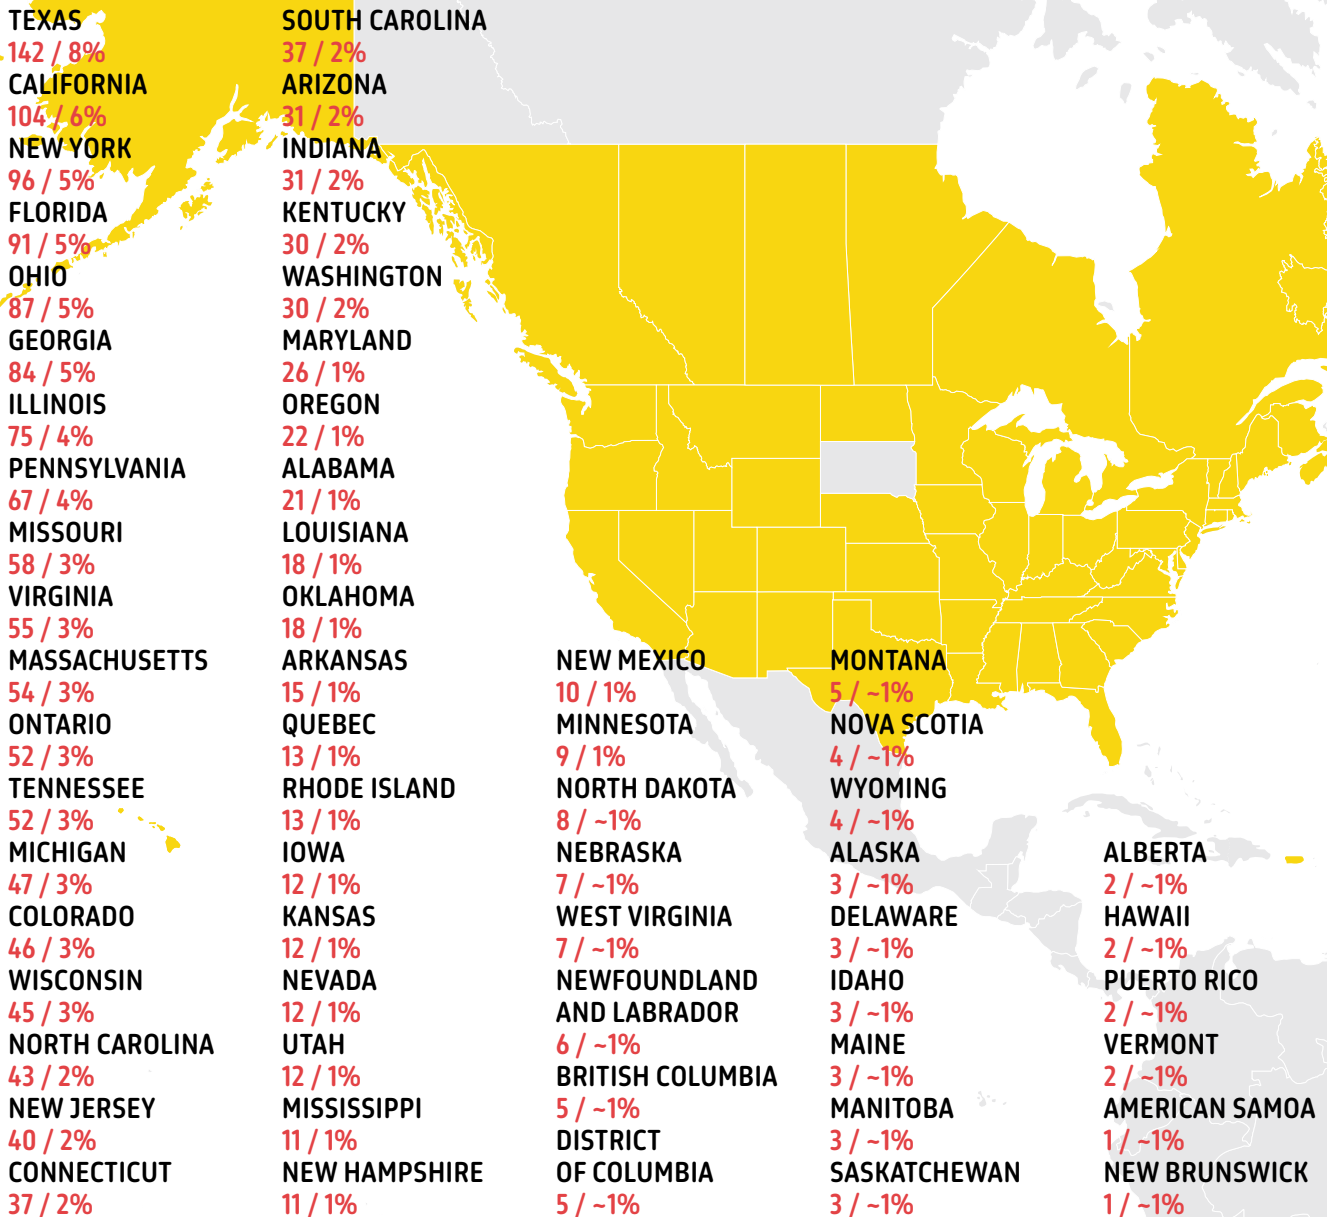 TEXAS
142 / 8%
CALIFORNIA
104 / 6%
NEW YORK
96 / 5%
FLORIDA
91 / 5%
OHIO
87 / 5%
GEORGIA
84 / 5%
ILLINOIS
75 / 4%
PENNSYLVANIA
67 / 4%
MISSOURI
58 / 3%
VIRGINIA
55 / 3%
MASSACHUSETTS
54 / 3%
ONTARIO
52 / 3%
TENNESSEE
52 / 3%
MICHIGAN
47 / 3%
COLORADO
46 / 3%
WISCONSIN
45 / 3%
NORTH CAROLINA
43 / 2%
NEW JERSEY
40 / 2%
CONNECTICUT
37 / 2%
SOUTH CAROLINA
37 / 2%
ARIZONA
31 / 2%
INDIANA
31 / 2%
KENTUCKY
30 / 2%
WASHINGTON
30 / 2%
MARYLAND
26 / 1%
OREGON
22 / 1%
ALABAMA
21 / 1%
LOUISIANA
18 / 1%
OKLAHOMA
18 / 1%
ARKANSAS
15 / 1%
QUEBEC
13 / 1%
RHODE ISLAND
13 / 1%
IOWA
12 / 1%
KANSAS
12 / 1%
NEVADA
12 / 1%
UTAH
12 / 1%
MISSISSIPPI
11 / 1%
NEW HAMPSHIRE
11 / 1%
NEW MEXICO
10 / 1%
MINNESOTA
9 / 1%
NORTH DAKOTA
8 / ~1%
NEBRASKA
7 / ~1%
WEST VIRGINIA
7 / ~1%
NEWFOUNDLAND
AND LABRADOR
6 / ~1%
BRITISH COLUMBIA
5 / ~1%
DISTRICT
OF COLUMBIA
5 / ~1%
MONTANA
5 / ~1%
NOVA SCOTIA
4 / ~1%
WYOMING
4 / ~1%
ALASKA
3 / ~1%
DELAWARE
3 / ~1%
IDAHO
3 / ~1%
MAINE
3 / ~1%
MANITOBA
3 / ~1%
SASKATCHEWAN
3 / ~1%
ALBERTA
2 / ~1%
HAWAII
2 / ~1%
PUERTO RICO
2 / ~1%
VERMONT
2 / ~1%
AMERICAN SAMOA
1 / ~1%
NEW BRUNSWICK
1 / ~1%